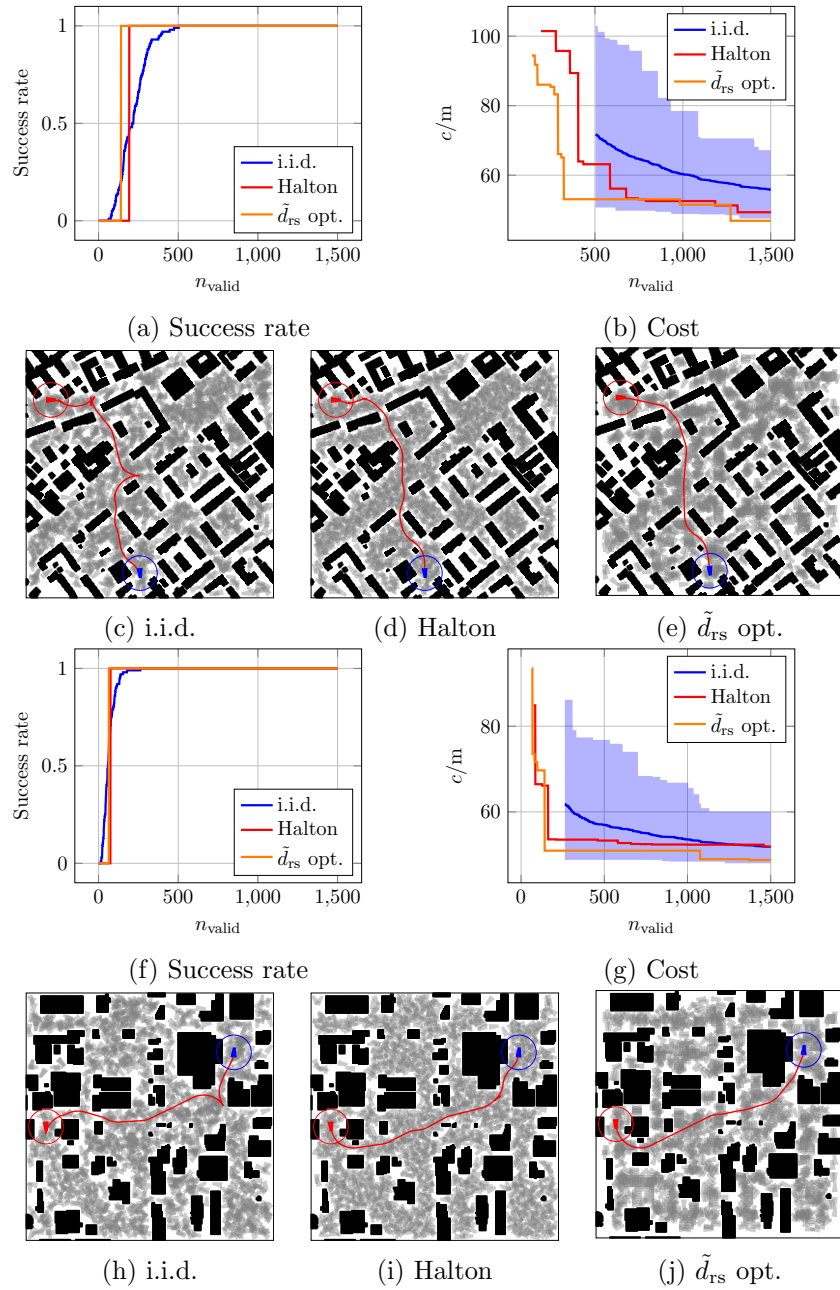 1
0.5
0
Success rate
0
500
1,000
1,500
n_valid
i.i.d.
Halton
d̃_rs opt.
(a) Success rate
100
80
60
c/m
500
1,000
1,500
n_valid
i.i.d.
Halton
d̃_rs opt.
(b) Cost
(c) i.i.d.
(d) Halton
(e) d̃_rs opt.
1
0.5
0
Success rate
0
500
1,000
1,500
n_valid
i.i.d.
Halton
d̃_rs opt.
(f) Success rate
80
60
c/m
0
500
1,000
1,500
n_valid
i.i.d.
Halton
d̃_rs opt.
(g) Cost
(h) i.i.d.
(i) Halton
(j) d̃_rs opt.